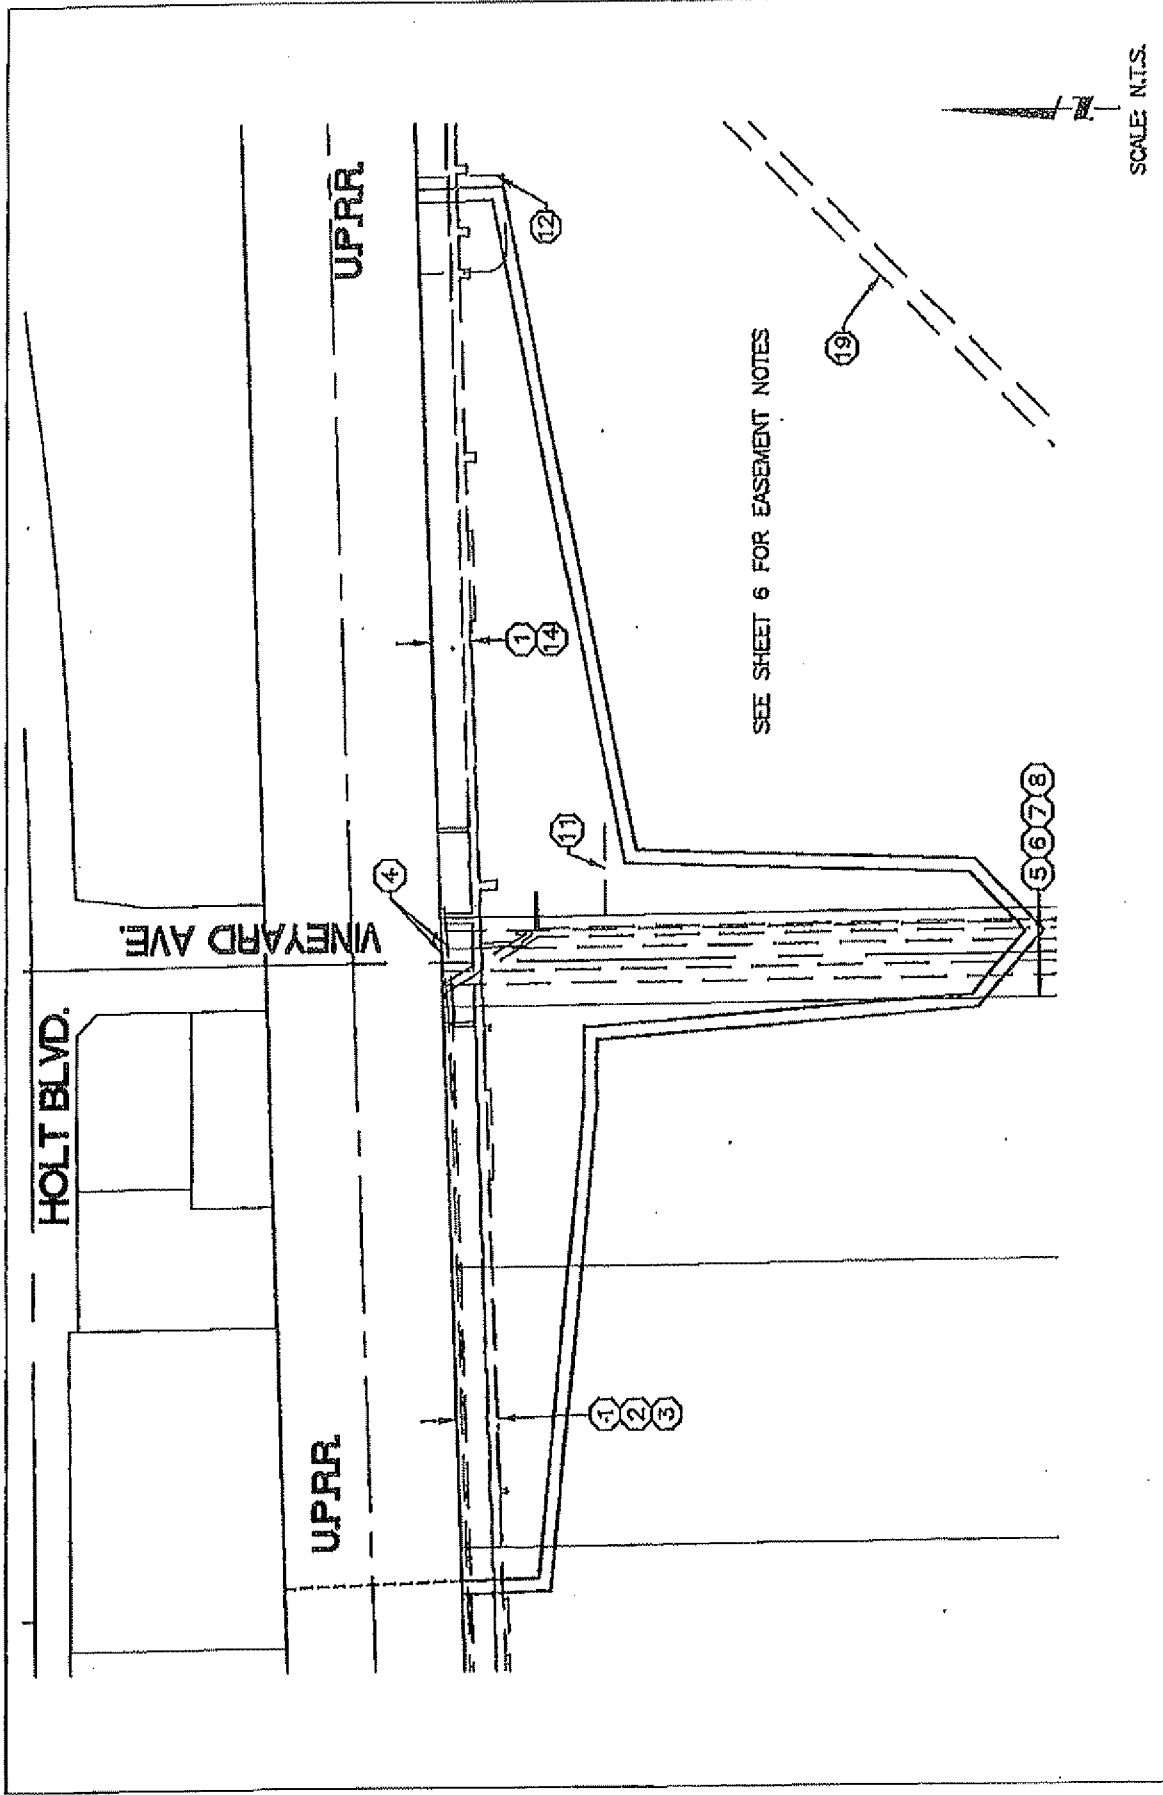 HOLT BLVD.
VINEYARD AVE.
U.P.R.R.
U.P.R.R.
4
11
1
14
12
1
2
3
19
SEE SHEET 6 FOR EASEMENT NOTES
5 6 7 8
N
SCALE: N.T.S.